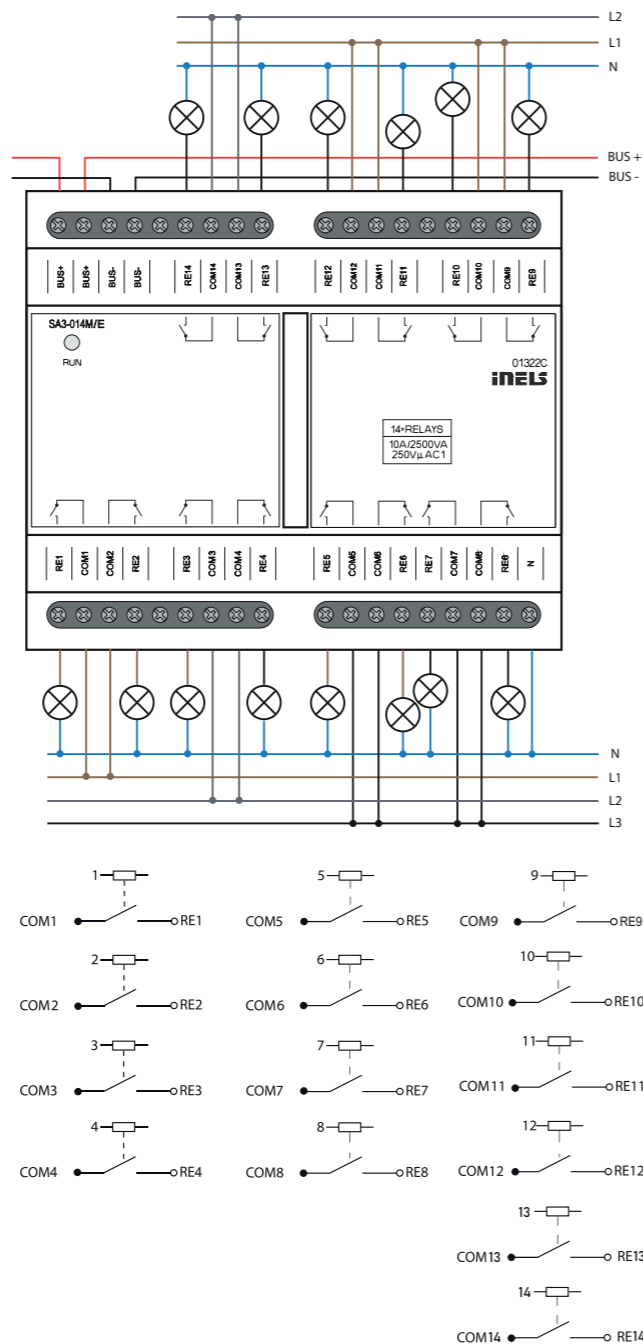 L2
L1
N
BUS +
BUS -
BUS+ BUS+ BUS- BUS- RE14 COM14 COM13 RE13 RE12 COM12 COM11 RE11 RE10 COM10 COM9 RE9
SA3-014M/E
RUN
01322C
iNELS
14×RELAYS
10A/2500VA
250VµAC1
RE1 COM1 COM2 RE2 RE3 COM3 COM4 RE4 RE5 COM5 COM6 RE6 RE7 COM7 COM8 RE8 N
N
L1
L2
L3
1 5 9
COM1 RE1 COM5 RE5 COM9 RE9
2 6 10
COM2 RE2 COM6 RE6 COM10 RE10
3 7 11
COM3 RE3 COM7 RE7 COM11 RE11
4 8 12
COM4 RE4 COM8 RE8 COM12 RE12
13
COM13 RE13
14
COM14 RE14